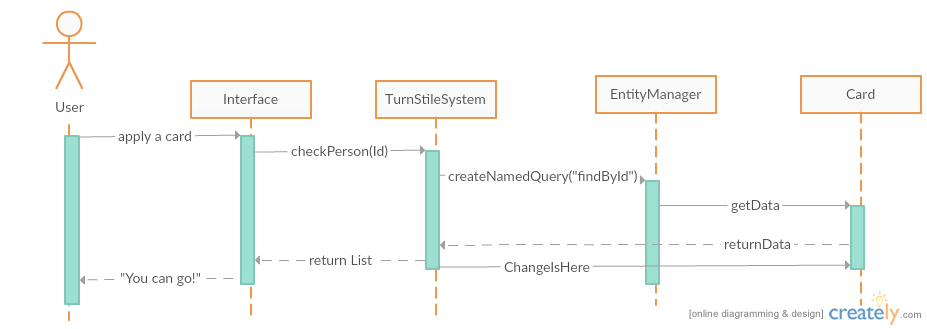 User
Interface
TurnStileSystem
EntityManager
Card
apply a card
checkPerson(Id)
createNamedQuery("findById")
getData
returnData
return List
ChangeIsHere
"You can go!"
[online diagramming & design] creately.com